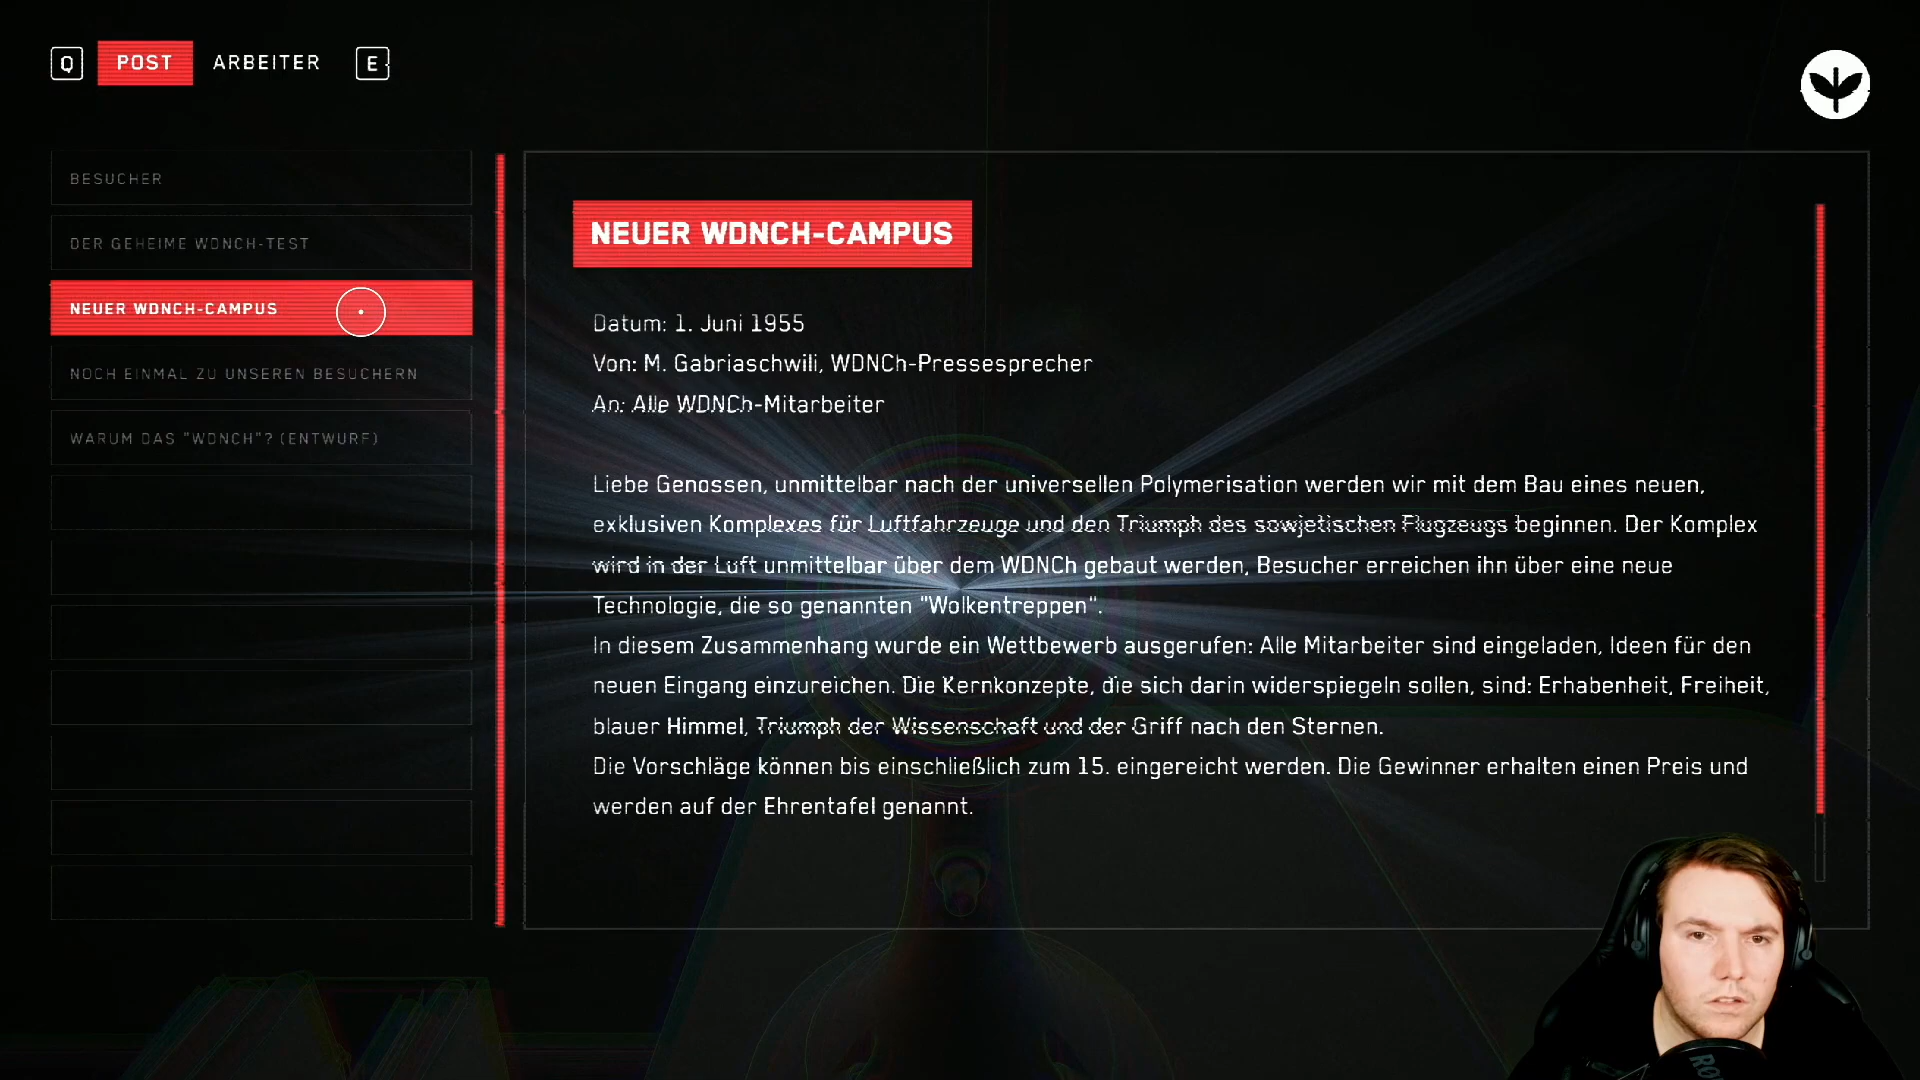 Q POST ARBEITER E
BESUCHER
DER GEHEIME WDNCH-TEST
NEUER WDNCH-CAMPUS
NOCH EINMAL ZU UNSEREN BESUCHERN
WARUM DAS "WDNCH"? (ENTWURF)
NEUER WDNCH-CAMPUS
Datum: 1. Juni 1955
Von: M. Gabriaschwili, WDNCh-Pressesprecher
An: Alle WDNCh-Mitarbeiter
Liebe Genossen, unmittelbar nach der universellen Polymerisation werden wir mit dem Bau eines neuen,
exklusiven Komplexes für Luftfahrzeuge und den Triumph des sowjetischen Flugzeugs beginnen. Der Komplex
wird in der Luft unmittelbar über dem WDNCh gebaut werden, Besucher erreichen ihn über eine neue
Technologie, die so genannten "Wolkentreppen".
In diesem Zusammenhang wurde ein Wettbewerb ausgerufen: Alle Mitarbeiter sind eingeladen, Ideen für den
neuen Eingang einzureichen. Die Kernkonzepte, die sich darin widerspiegeln sollen, sind: Erhabenheit, Freiheit,
blauer Himmel, Triumph der Wissenschaft und der Griff nach den Sternen.
Die Vorschläge können bis einschließlich zum 15. eingereicht werden. Die Gewinner erhalten einen Preis und
werden auf der Ehrentafel genannt.